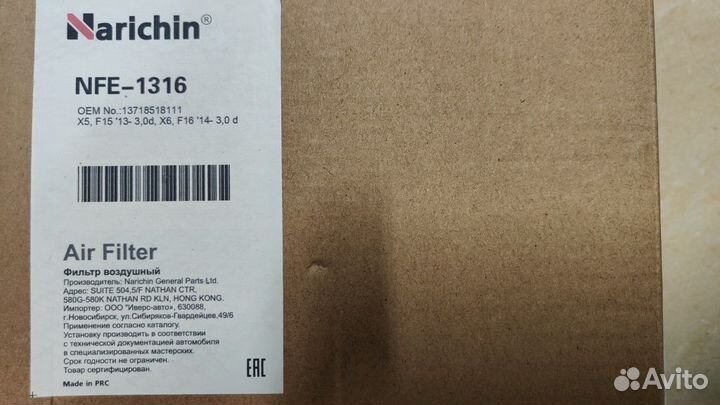 Narichin®
NFE-1316
OEM No.:13718518111
X5, F15 '13- 3,0d, X6, F16 '14- 3,0 d
Air Filter
Фильтр воздушный
Производитель: Narichin General Parts Ltd.
Адрес: SUITE 504,5/F NATHAN CTR,
580G-580K NATHAN RD KLN, HONG KONG.
Импортер: ООО "Иверс-авто", 630088,
г.Новосибирск, ул.Сибиряков-Гвардейцев,49/6
Применение согласно каталогу.
Установку производить в соответствии
с технической документацией автомобиля
в специализированных мастерских.
Срок годности не ограничен.
Товар сертифицирован.
EAC
Made in PRC
Avito